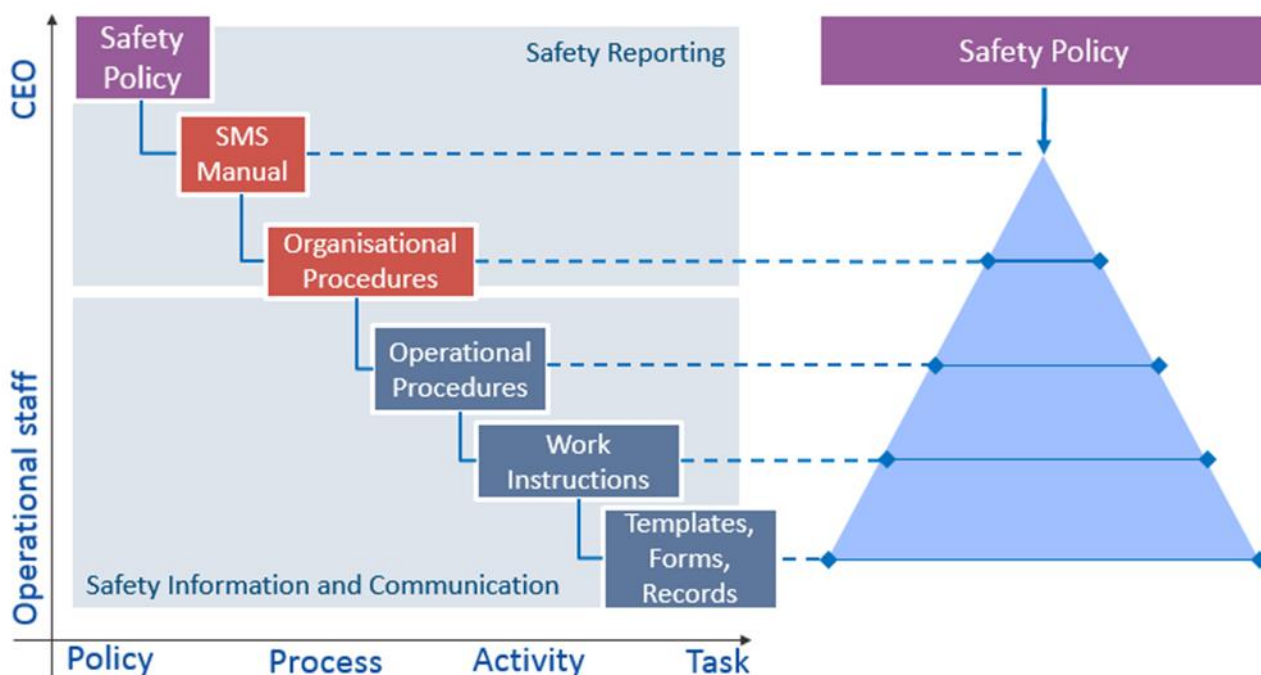 CEO
Operational staff
Safety
Policy
Safety Reporting
SMS
Manual
Organisational
Procedures
Operational
Procedures
Work
Instructions
Templates,
Forms,
Records
Safety Information and Communication
Policy
Process
Activity
Task
Safety Policy